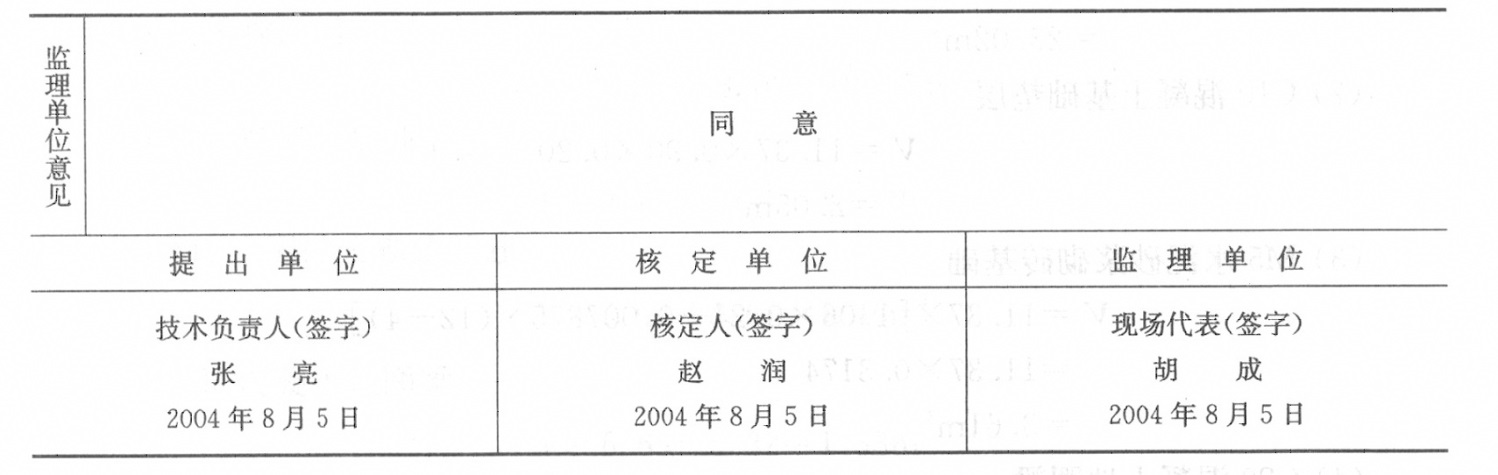 监理单位意见
同 意
提 出 单 位
核 定 单 位
监 理 单 位
技术负责人(签字)
核定人(签字)
现场代表(签字)
张 亮
赵 润
胡 成
2004年8月5日
2004年8月5日
2004年8月5日